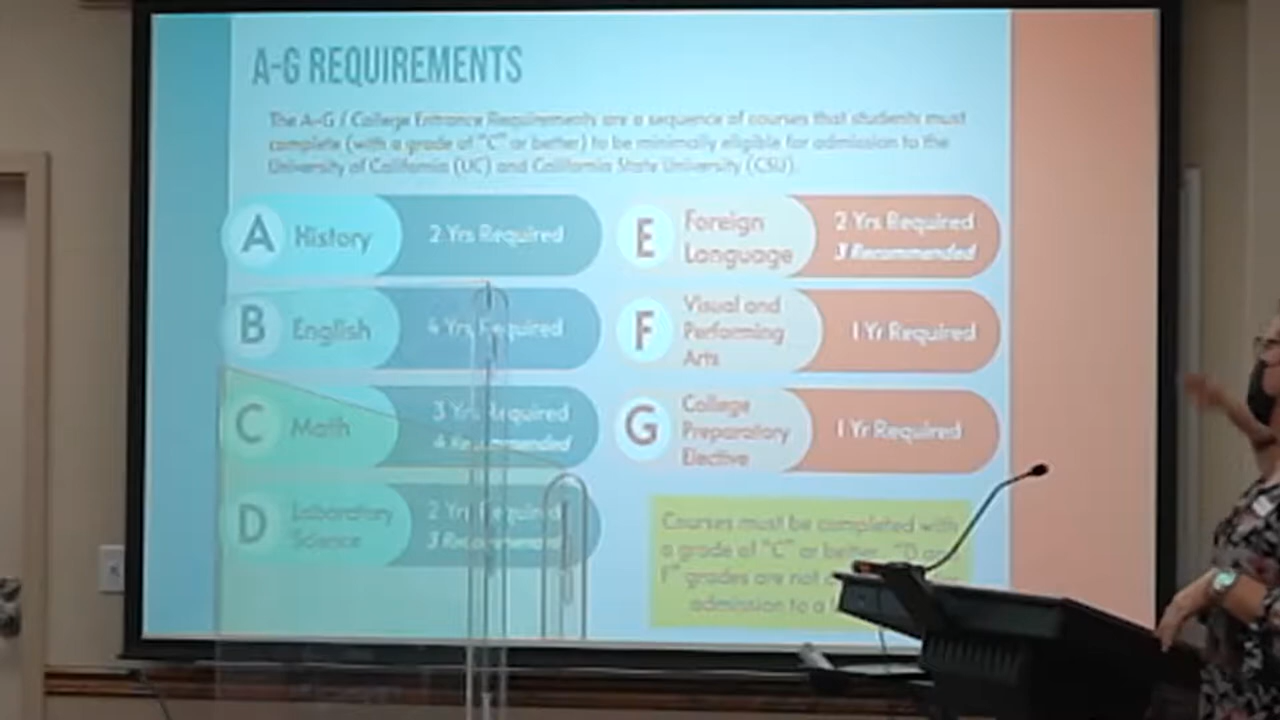 A-G REQUIREMENTS
The A-G / College Entrance Requirements are a sequence of courses that students must
complete (with a grade of "C" or better) to be minimally eligible for admission to the
University of California (UC) and California State University (CSU).
A History 2 Yrs Required
B English 4 Yrs Required
C Math 3 Yrs Required
4 Recommended
D Laboratory
Science 2 Yrs Required
3 Recommended
E Foreign
Language 2 Yrs Required
3 Recommended
F Visual and
Performing
Arts 1 Yr Required
G College
Preparatory
Elective 1 Yr Required
Courses must be completed with
a grade of "C" or better. "D or
F" grades are not
admission to a